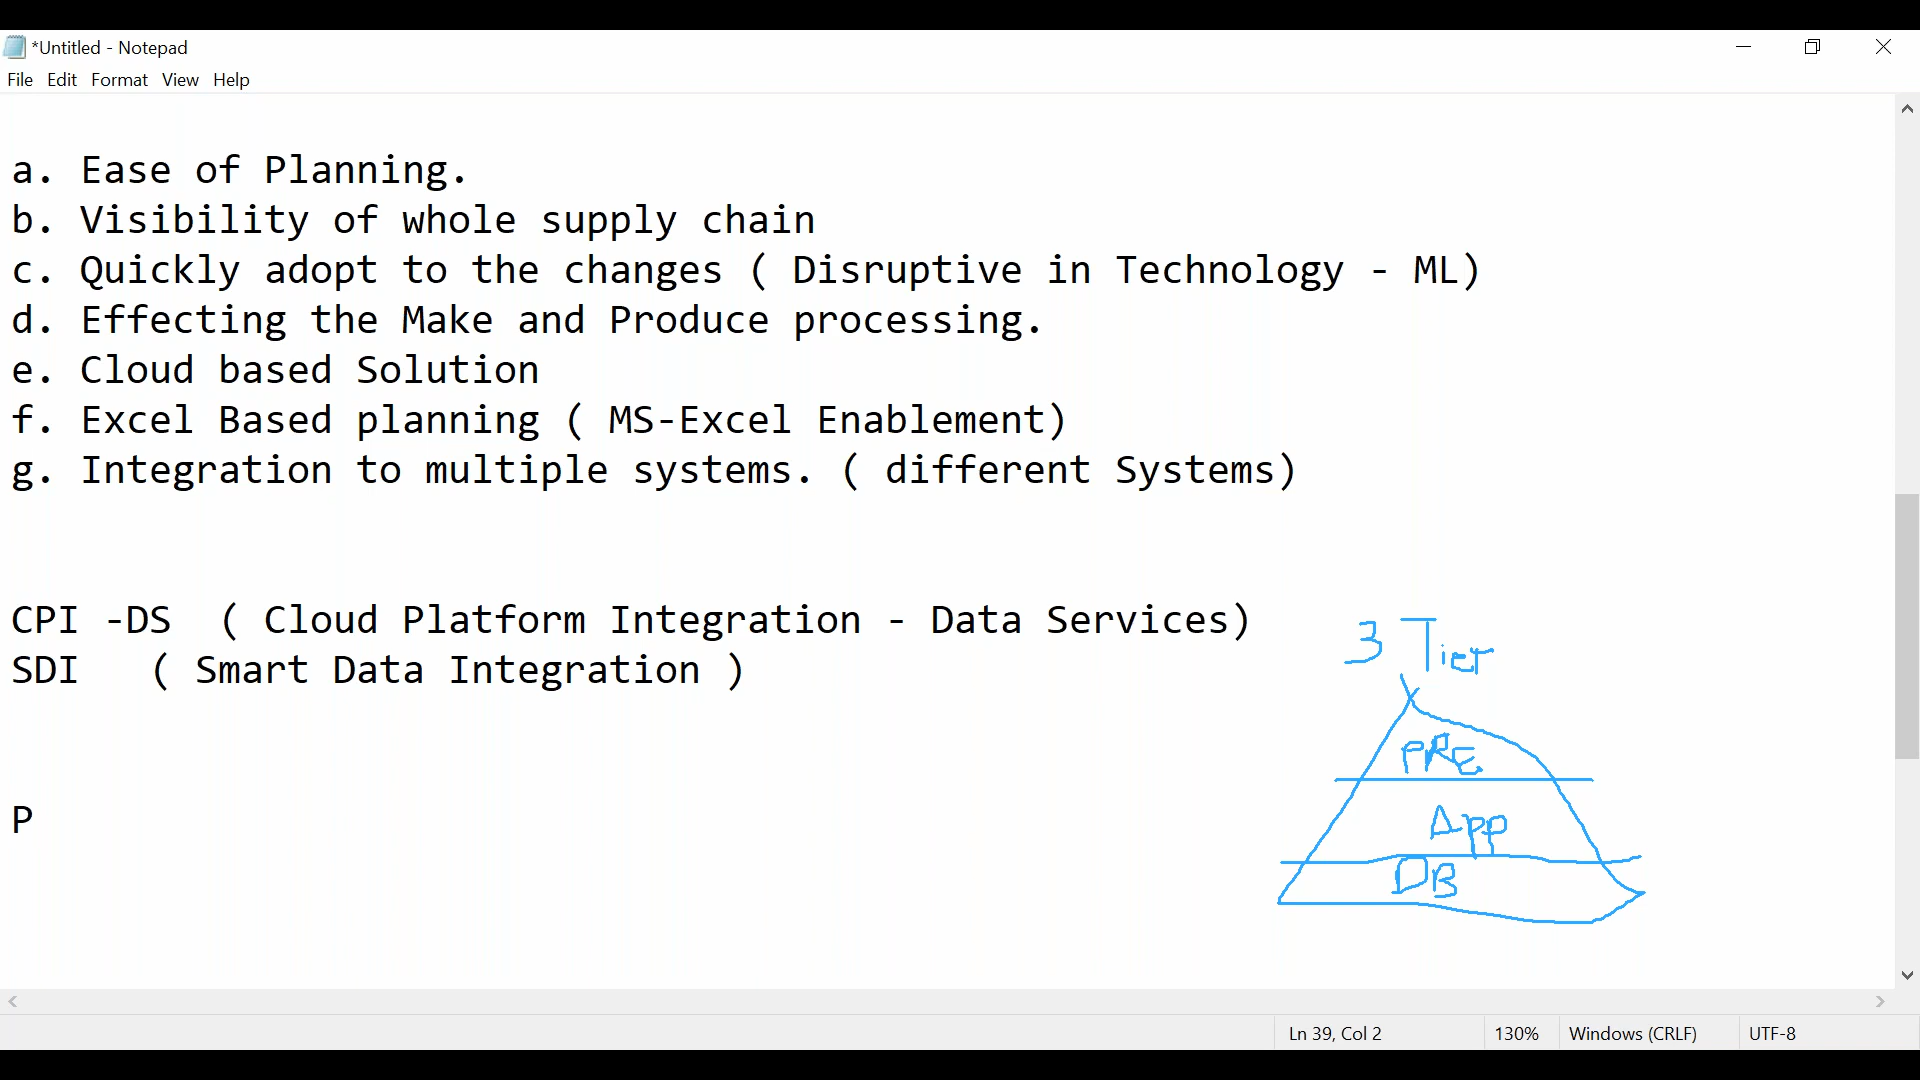 *Untitled - Notepad
File Edit Format View Help
a. Ease of Planning.
b. Visibility of whole supply chain
c. Quickly adopt to the changes ( Disruptive in Technology - ML)
d. Effecting the Make and Produce processing.
e. Cloud based Solution
f. Excel Based planning ( MS-Excel Enablement)
g. Integration to multiple systems. ( different Systems)
CPI -DS ( Cloud Platform Integration - Data Services)
SDI ( Smart Data Integration )
3 Tier
PRE
P
App
DB
Ln 39, Col 2 130% Windows (CRLF) UTF-8